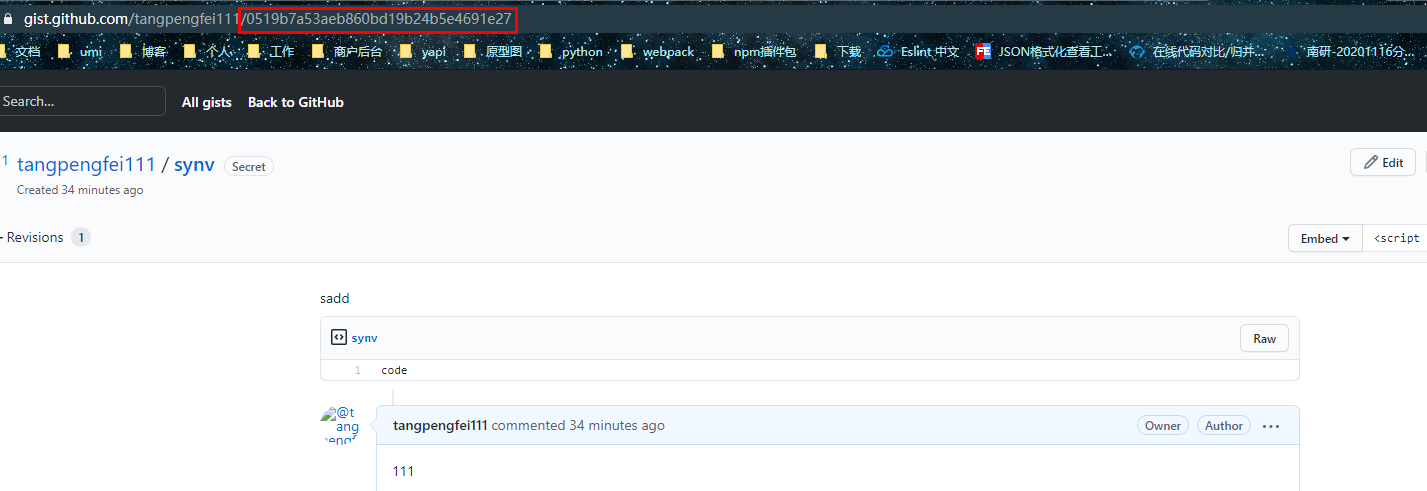 gist.github.com/tangpengfei111/0519b7a53aeb860bd19b24b5e4691e27
文档 umi 博客 个人 工作 商户后台 yapi 原型图 python webpack npm插件包 下载 Eslint 中文 JSON格式化查看工... 在线代码对比/归并... 南研-20201116分...
Search... All gists Back to GitHub
1 tangpengfei111 / synv Secret Edit
Created 34 minutes ago
Revisions 1 Embed <script
sadd
synv Raw
1 code
@t
ang
pengf
tangpengfei111 commented 34 minutes ago Owner Author ...
111